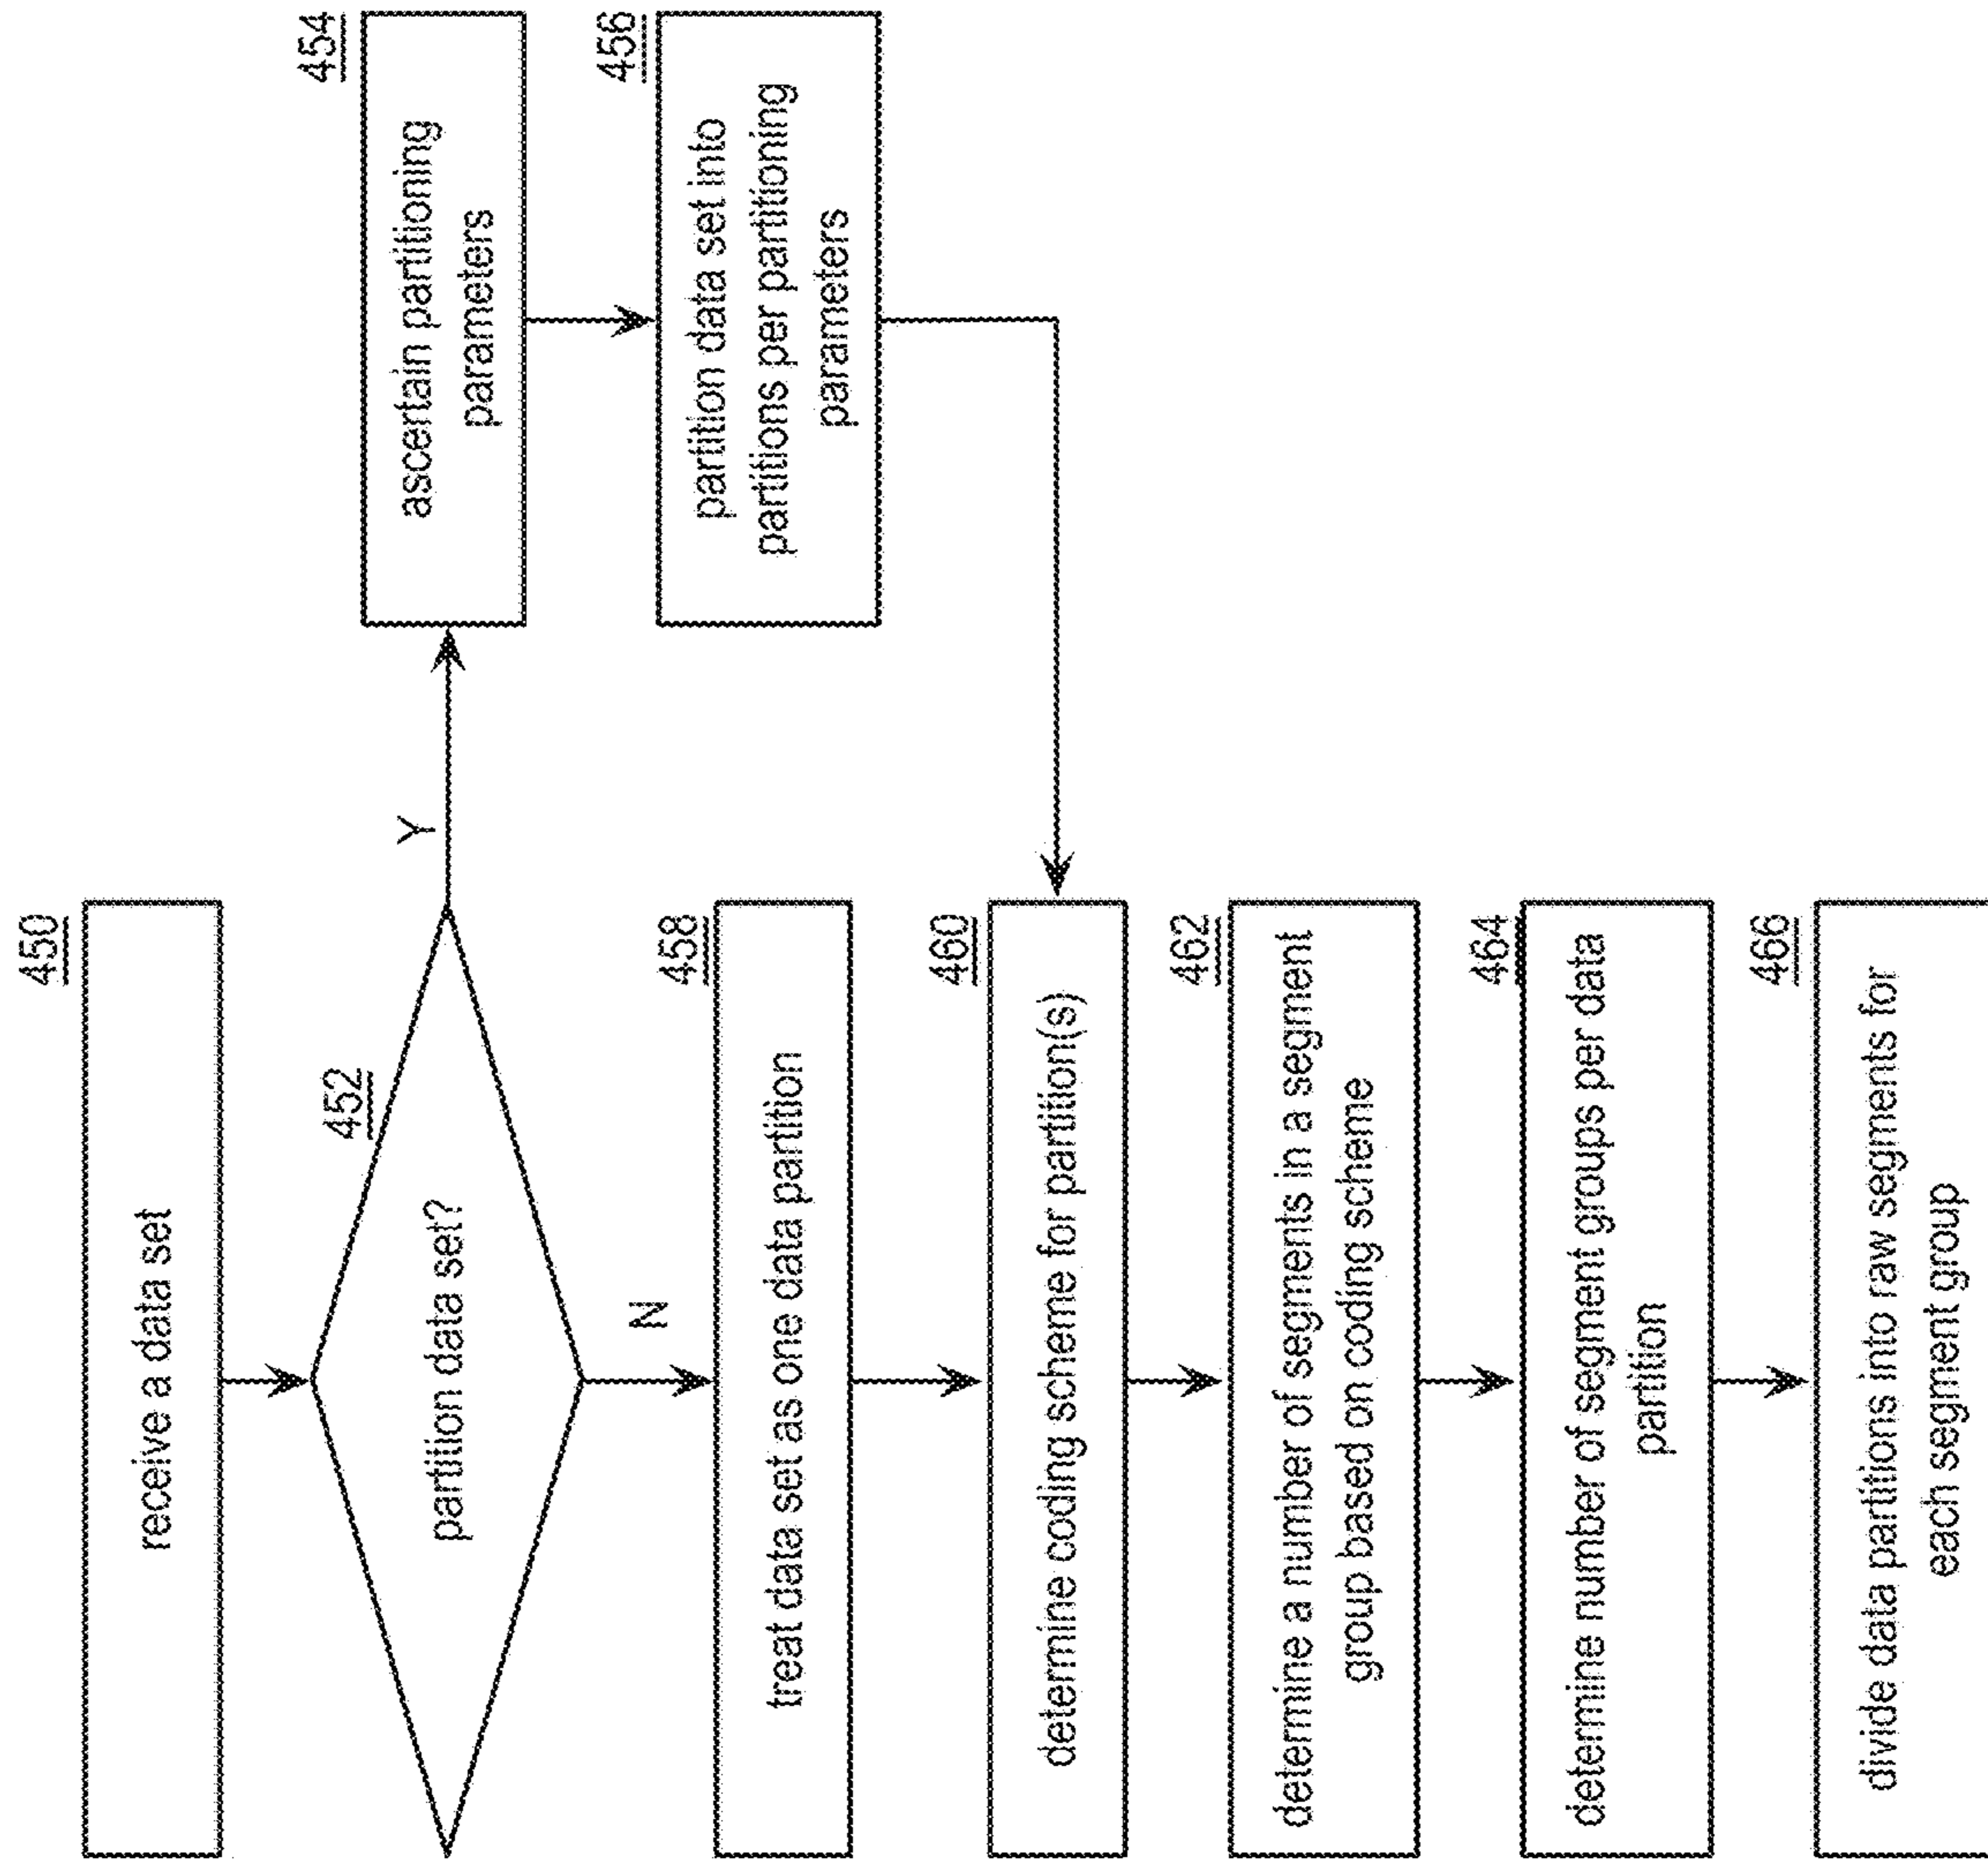 450
receive a data set
452
partition data set?
Y
N
454
ascertain partitioning
parameters
456
partition data set into
partitions per partitioning
parameters
458
treat data set as one data partition
460
determine coding scheme for partition(s)
462
determine a number of segments in a segment
group based on coding scheme
464
determine number of segment groups per data
partition
466
divide data partitions into raw segments for
each segment group